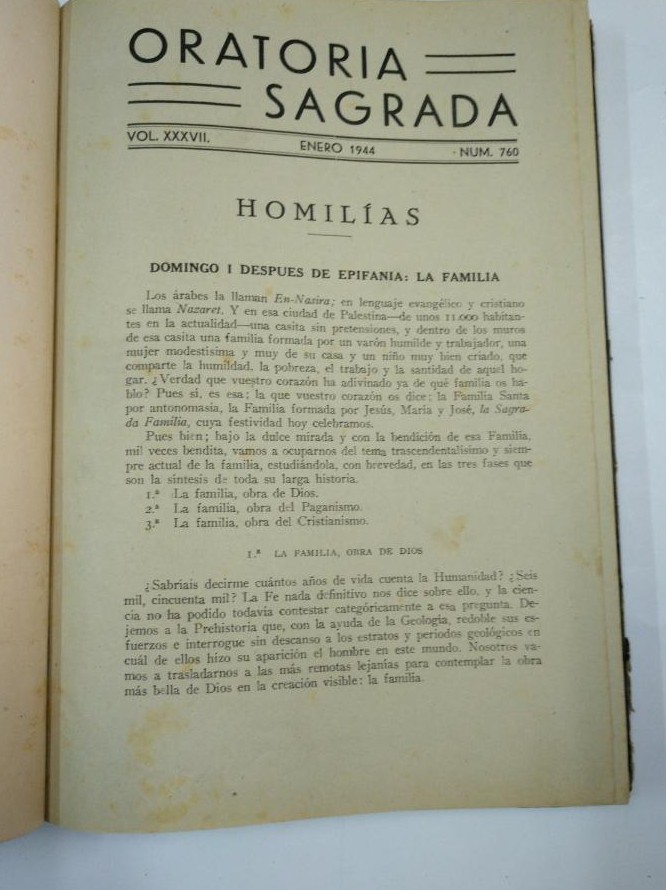 ORATORIA
SAGRADA
VOL. XXXVII.
ENERO 1944
NUM. 760
HOMILÍAS
DOMINGO I DESPUES DE EPIFANIA: LA FAMILIA
Los árabes la llaman En-Nasira; en lenguaje evangélico y cristiano
se llama Nazaret. Y en esa ciudad de Palestina—de unos 11.000 habitan-
tes en la actualidad—una casita sin pretensiones, y dentro de los muros
de esa casita una familia formada por un varón humilde y trabajador, una
mujer modestisima y muy de su casa y un niño muy bien criado, que
comparte la humildad, la pobreza, el trabajo y la santidad de aquel ho-
gar. ¿Verdad que vuestro corazón ha adivinado ya de qué familia os ha-
blo? Pues sí, es esa; la que vuestro corazón os dice: la Familia Santa
por antonomasia, la Familia formada por Jesús, Maria y José, la Sagra-
da Familia, cuya festividad hoy celebramos.
Pues bien; bajo la dulce mirada y con la bendición de esa Familia,
mil veces bendita, vamos a ocuparnos del tema trascendentalísimo y siem-
pre actual de la familia, estudiándola, con brevedad, en las tres fases que
son la síntesis de toda su larga historia.
1.ª La familia, obra de Dios.
2.ª La familia, obra del Paganismo.
3.ª La familia, obra del Cristianismo.
1.ª LA FAMILIA, OBRA DE DIOS
¿Sabriais decirme cuántos años de vida cuenta la Humanidad? ¿Seis
mil, cincuenta mil? La Fe nada definitivo nos dice sobre ello, y la cien-
cia no ha podido todavía contestar categóricamente a esa pregunta. De-
jemos a la Prehistoria que, con la ayuda de la Geología, redoble sus es-
fuerzos e interrogue sin descanso a los estratos y periodos geológicos en
cuál de ellos hizo su aparición el hombre en este mundo. Nosotros va-
mos a trasladarnos a las más remotas lejanías para contemplar la obra
más bella de Dios en la creación visible: la familia.